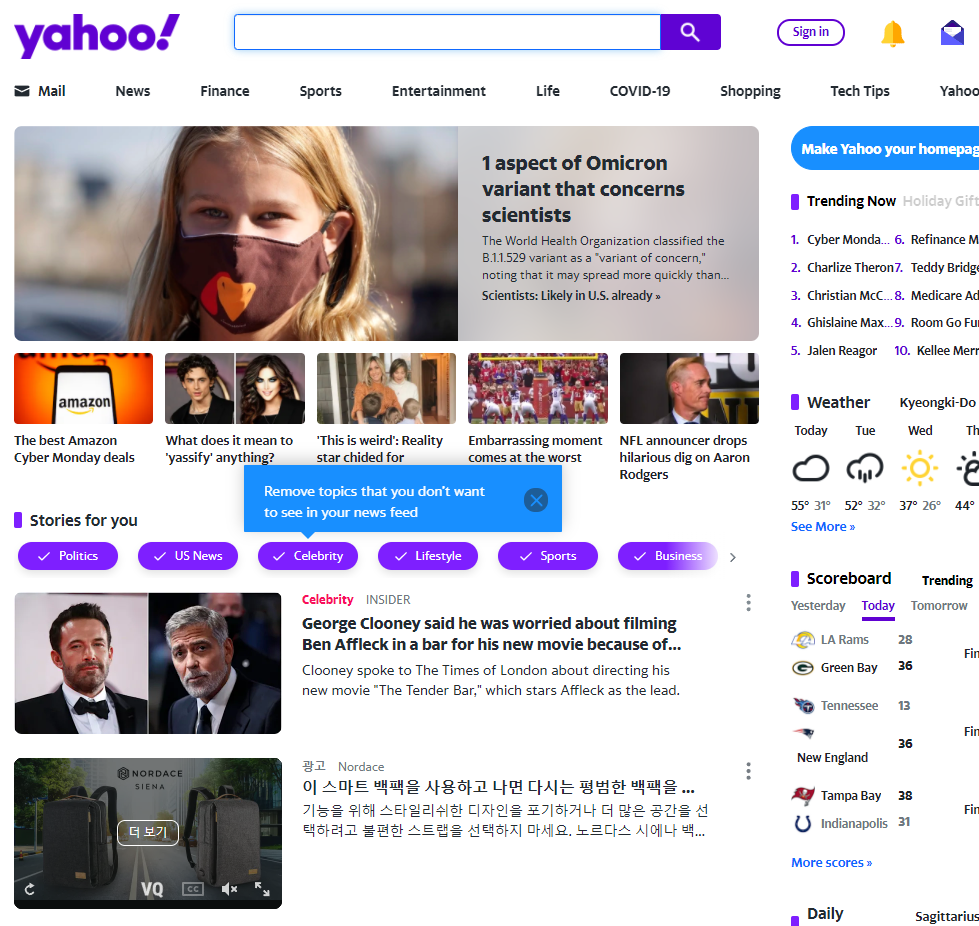 yahoo!
Sign in
Mail
News
Finance
Sports
Entertainment
Life
COVID-19
Shopping
Tech Tips
Yahoo
1 aspect of Omicron
variant that concerns
scientists
The World Health Organization classified the
B.1.1.529 variant as a "variant of concern,"
noting that it may spread more quickly than...
Scientists: Likely in U.S. already »
amazon
The best Amazon
Cyber Monday deals
What does it mean to
'yassify' anything?
'This is weird': Reality
star chided for
Embarrassing moment
comes at the worst
NFL announcer drops
hilarious dig on Aaron
Rodgers
Remove topics that you don't want
to see in your news feed
Stories for you
Politics
US News
Celebrity
Lifestyle
Sports
Business
Celebrity INSIDER
George Clooney said he was worried about filming
Ben Affleck in a bar for his new movie because of...
Clooney spoke to The Times of London about directing his
new movie "The Tender Bar," which stars Affleck as the lead.
NORDACE
SIENA
더 보기
VQ
CC
광고 Nordace
이 스마트 백팩을 사용하고 나면 다시는 평범한 백팩을 ...
기능을 위해 스타일리쉬한 디자인을 포기하거나 더 많은 공간을 선
택하려고 불편한 스트랩을 선택하지 마세요. 노르다스 시에나 백...
Make Yahoo your homepag
Trending Now Holiday Gift
1. Cyber Monda... 6. Refinance M
2. Charlize Theron 7. Teddy Bridge
3. Christian McC... 8. Medicare Ad
4. Ghislaine Max... 9. Room Go Fur
5. Jalen Reagor 10. Kellee Merr
Weather Kyeongki-Do
Today Tue Wed Th
55° 31° 52° 32° 37° 26° 44°
See More »
Scoreboard Trending
Yesterday Today Tomorrow
LA Rams 28
Green Bay 36
Fin
Tennessee 13
New England 36
Fin
Tampa Bay 38
Indianapolis 31
Fin
More scores »
Daily Sagittarius